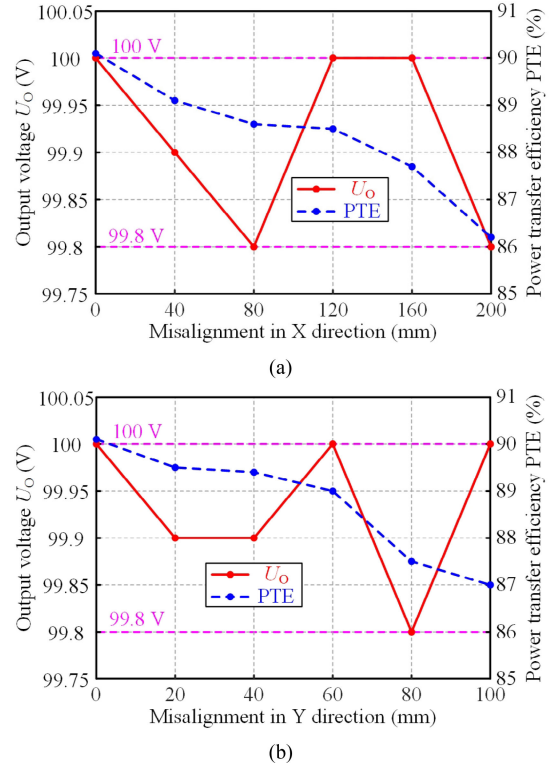 100.05
100
99.95
99.9
99.85
99.8
99.75
Output voltage UO (V)
100 V
99.8 V
UO
PTE
91
90
89
88
87
86
85
Power transfer efficiency PTE (%)
0 40 80 120 160 200
Misalignment in X direction (mm)
(a)
100.05
100
99.95
99.9
99.85
99.8
99.75
Output voltage UO (V)
100 V
99.8 V
UO
PTE
91
90
89
88
87
86
85
Power transfer efficiency PTE (%)
0 20 40 60 80 100
Misalignment in Y direction (mm)
(b)